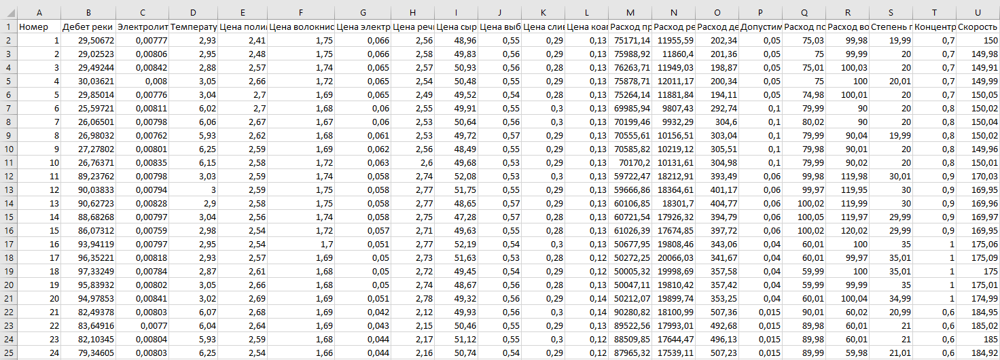 A B C D E F G H I J K L M N O P Q R S T U
1 Номер Дебет реки Электролит Температу Цена полим Цена волокнис Цена электр Цена речн Цена сыр Цена выб Цена слив Цена коаг Расход пр Расход ре Расход де Допустим Расход по Расход во Степень г Концентр Скорость
2 1 29,50672 0,00777 2,93 2,41 1,75 0,066 2,56 48,96 0,55 0,29 0,13 75171,14 11955,59 202,34 0,05 75,03 99,98 19,99 0,7 150
3 2 29,02523 0,00806 2,95 2,48 1,75 0,066 2,58 49,83 0,56 0,29 0,13 75988,92 11860,4 201,36 0,05 75 99,99 20 0,7 149,98
4 3 29,49244 0,00842 2,88 2,57 1,74 0,065 2,57 50,93 0,56 0,28 0,13 76263,71 11949,03 198,87 0,05 75,01 100,03 20 0,7 149,91
5 4 30,03621 0,008 3,05 2,66 1,72 0,065 2,54 50,48 0,55 0,29 0,13 75878,71 12011,17 200,34 0,05 75 100 20,01 0,7 149,99
6 5 29,85014 0,00776 3,04 2,7 1,69 0,065 2,49 49,52 0,54 0,28 0,13 75264,14 11881,84 194,11 0,05 74,98 100,01 20 0,7 150,05
7 6 25,59721 0,00811 6,02 2,7 1,68 0,06 2,55 49,91 0,55 0,3 0,13 69985,94 9807,43 292,74 0,1 79,99 90 20 0,8 150,02
8 7 26,06501 0,00798 6,06 2,67 1,67 0,06 2,53 50,64 0,56 0,3 0,13 70199,46 9932,29 304,6 0,1 80,02 90 20 0,8 150,04
9 8 26,98032 0,00762 5,93 2,62 1,68 0,061 2,53 49,72 0,57 0,29 0,13 70555,61 10156,51 303,04 0,1 79,99 90,04 19,99 0,8 150,02
10 9 27,27802 0,00801 6,25 2,59 1,69 0,062 2,56 48,49 0,55 0,29 0,13 70585,82 10219,12 305,51 0,1 79,98 90,01 20 0,8 149,96
11 10 26,76371 0,00835 6,15 2,58 1,72 0,063 2,6 49,68 0,53 0,29 0,13 70170,2 10131,61 304,98 0,1 79,99 90,02 20 0,8 150,01
12 11 89,23762 0,00798 3,03 2,59 1,74 0,058 2,74 52,08 0,53 0,3 0,13 59722,47 18212,91 393,49 0,06 99,98 119,98 30,01 0,9 170,03
13 12 90,03833 0,00794 3 2,59 1,75 0,058 2,77 51,75 0,55 0,29 0,13 59666,86 18364,61 401,17 0,06 99,97 119,95 30 0,9 169,95
14 13 90,62723 0,00828 2,9 2,58 1,75 0,058 2,77 48,65 0,57 0,29 0,13 60106,85 18301,7 404,77 0,06 100,02 119,99 30 0,9 169,96
15 14 88,68268 0,00797 3,04 2,56 1,74 0,058 2,75 47,28 0,57 0,28 0,13 60721,54 17926,32 394,79 0,06 100,05 119,97 29,99 0,9 169,97
16 15 86,07312 0,00759 2,98 2,54 1,72 0,057 2,71 49,63 0,55 0,28 0,13 61026,39 17674,85 397,72 0,06 100,02 120,02 29,99 0,9 169,95
17 16 93,94119 0,00797 2,95 2,54 1,7 0,051 2,77 52,19 0,54 0,3 0,13 50677,95 19808,46 343,06 0,04 60,01 100 35 1 175,06
18 17 96,35221 0,00818 2,93 2,57 1,69 0,05 2,73 51,63 0,53 0,28 0,12 50272,25 20066,03 341,67 0,04 60,01 99,97 35,01 1 175,09
19 18 97,33249 0,00784 2,87 2,61 1,68 0,05 2,72 49,45 0,54 0,29 0,12 50005,32 19998,69 357,58 0,04 59,99 100 35,01 1 175
20 19 95,83932 0,00802 3,05 2,66 1,68 0,05 2,74 48,67 0,56 0,28 0,13 50047,11 19810,42 357,42 0,04 59,99 99,99 35 1 175,01
21 20 94,97853 0,00841 3,02 2,69 1,69 0,051 2,78 49,32 0,56 0,29 0,14 50212,07 19899,74 353,25 0,04 60,01 100,04 34,99 1 174,99
22 21 82,49378 0,00803 6,07 2,68 1,69 0,042 2,12 49,93 0,56 0,3 0,14 90280,82 18100,99 507,36 0,015 90,01 60,02 20,99 0,6 184,95
23 22 83,64916 0,0077 6,04 2,64 1,69 0,043 2,15 50,46 0,55 0,29 0,13 89522,56 17993,01 492,68 0,015 89,98 60,01 21 0,6 185,02
24 23 82,10345 0,00804 5,93 2,59 1,68 0,044 2,17 51,12 0,55 0,3 0,12 88509,85 17644,47 496,13 0,015 89,98 60,01 21 0,6 185
25 24 79,34605 0,00803 6,25 2,54 1,66 0,044 2,16 50,74 0,54 0,29 0,12 87965,32 17539,11 507,23 0,015 89,99 59,98 21,01 0,6 184,92